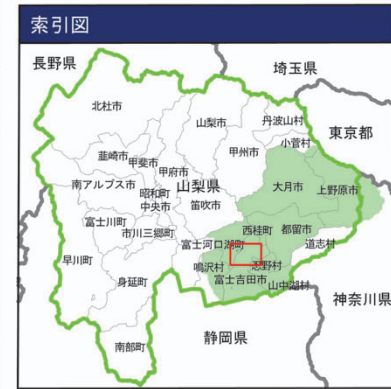 索引図
長野県
埼玉県
北杜市
山梨市
丹波山村
小菅村
東京都
韮崎市
甲斐市
甲府市
甲州市
南アルプス市
昭和町
中央市
山梨県
笛吹市
大月市
上野原市
富士川町
市川三郷町
西桂町
都留市
道志村
富士河口湖町
早川町
鳴沢村
忍野村
身延町
富士吉田市
山中湖村
神奈川県
静岡県
南部町